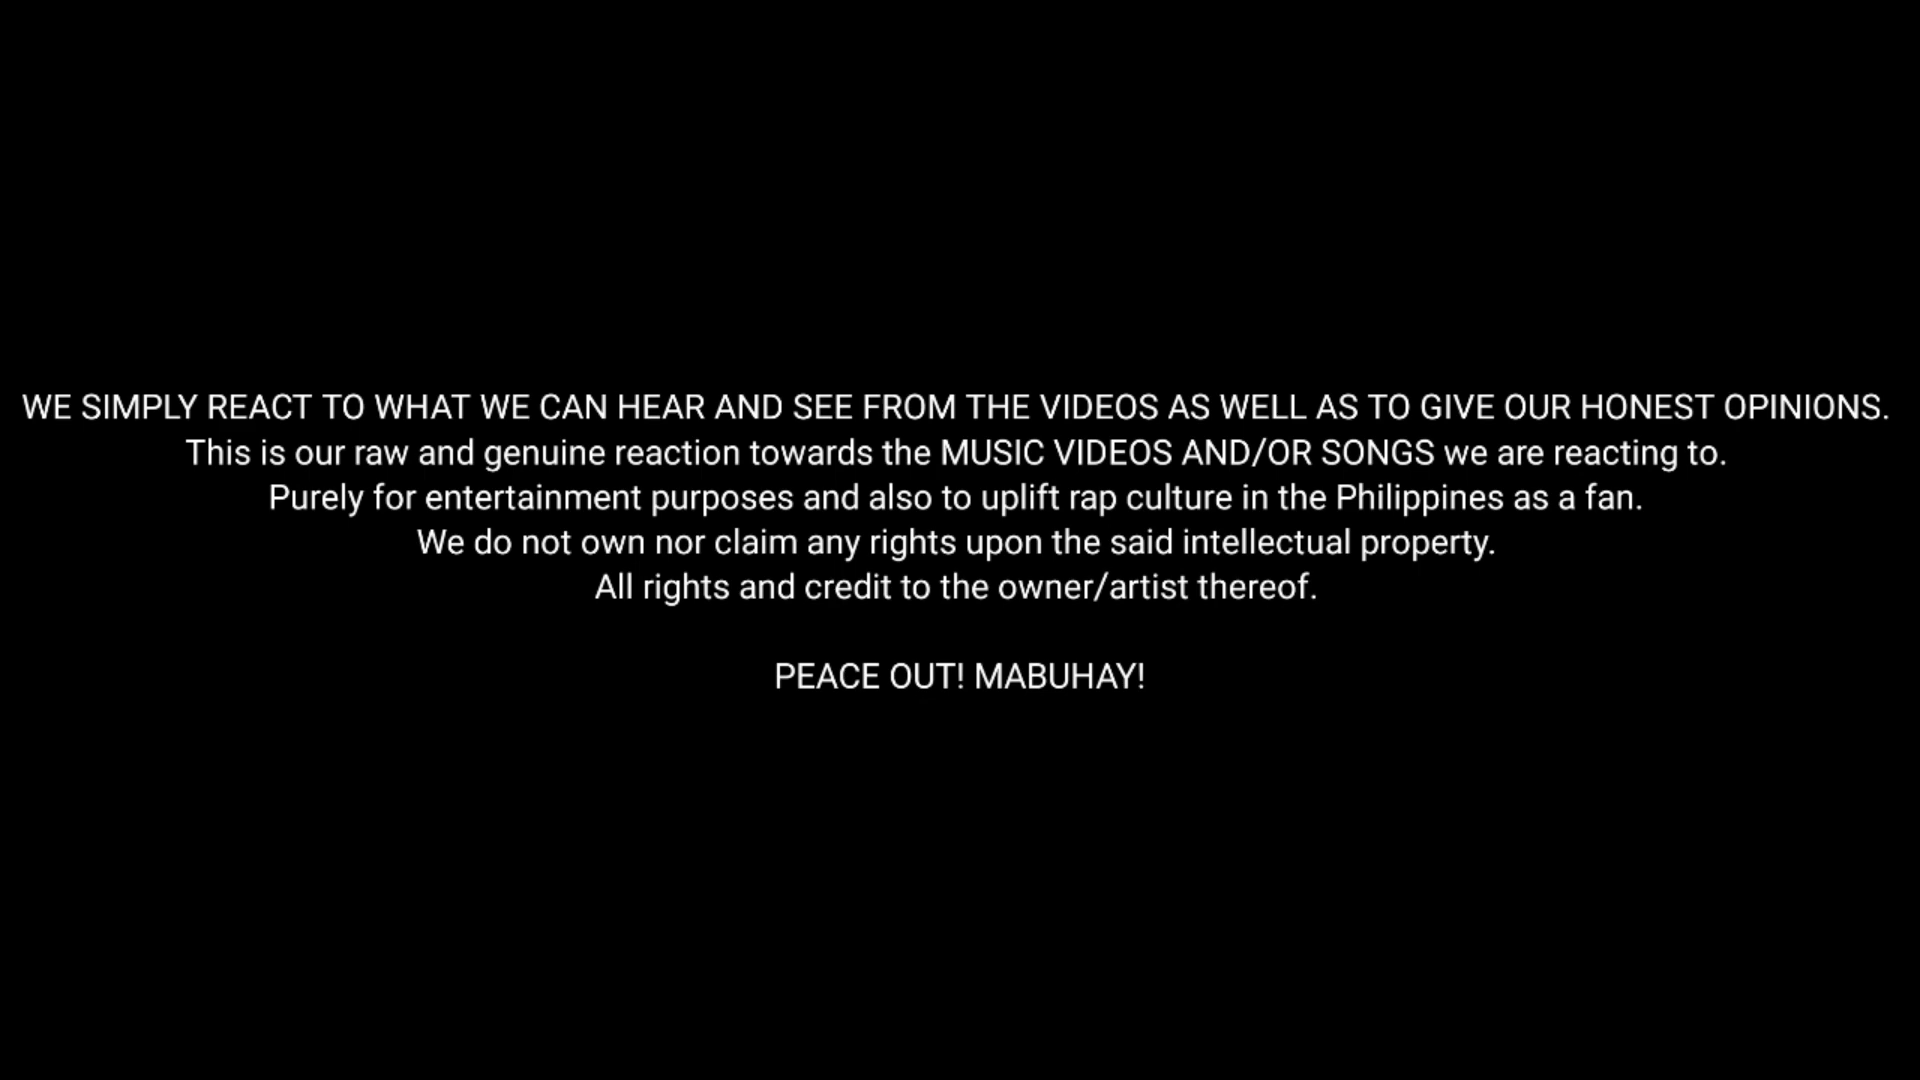 WE SIMPLY REACT TO WHAT WE CAN HEAR AND SEE FROM THE VIDEOS AS WELL AS TO GIVE OUR HONEST OPINIONS.
This is our raw and genuine reaction towards the MUSIC VIDEOS AND/OR SONGS we are reacting to.
Purely for entertainment purposes and also to uplift rap culture in the Philippines as a fan.
We do not own nor claim any rights upon the said intellectual property.
All rights and credit to the owner/artist thereof.
PEACE OUT! MABUHAY!